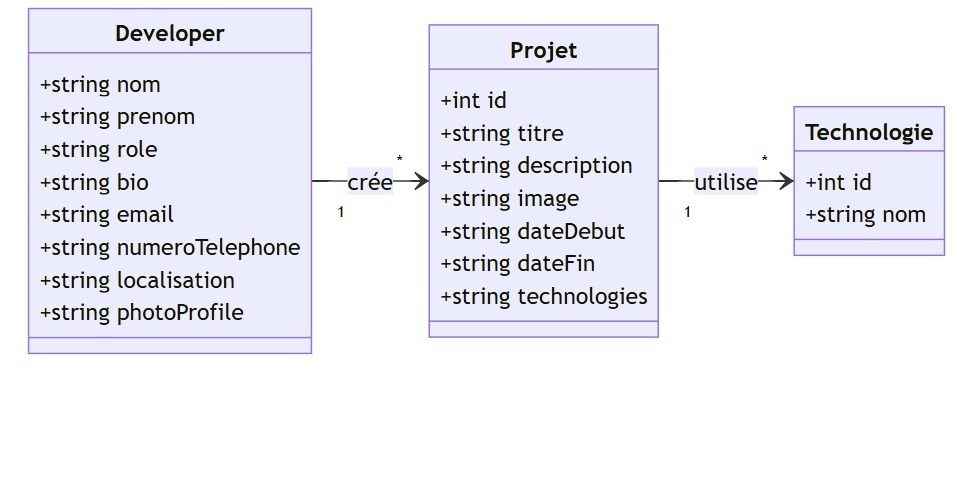 Developer
+string nom
+string prenom
+string role
+string bio
+string email
+string numeroTelephone
+string localisation
+string photoProfile
crée
1
*
Projet
+int id
+string titre
+string description
+string image
+string dateDebut
+string dateFin
+string technologies
utilise
1
*
Technologie
+int id
+string nom